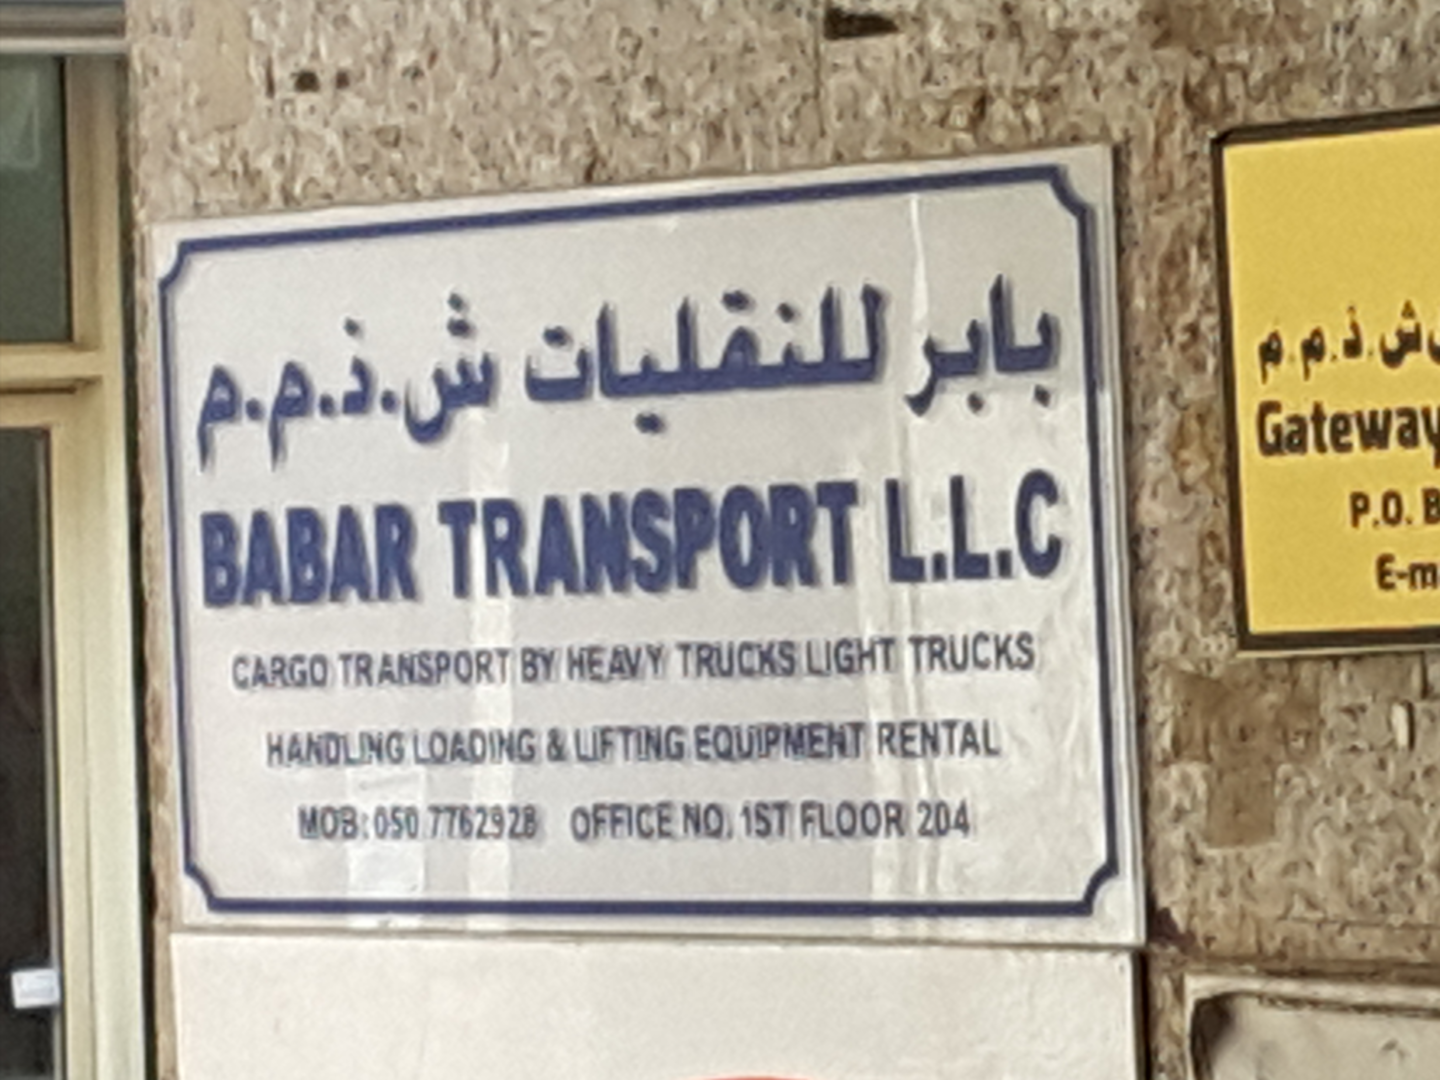 بابر للنقليات ش.ذ.م.م
BABAR TRANSPORT L.L.C
CARGO TRANSPORT BY HEAVY TRUCKS LIGHT TRUCKS
HANDLING LOADING & LIFTING EQUIPMENT RENTAL
MOB: 050 7762928 OFFICE NO. 1ST FLOOR 204
ش.ذ.م.م
Gateway
P.O. B
E-m